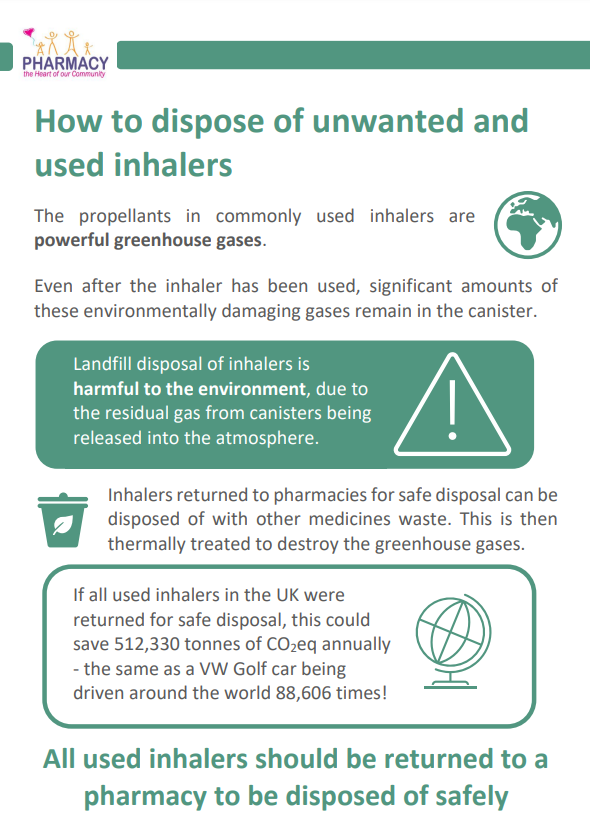 PHARMACY
the Heart of our Community
How to dispose of unwanted and
used inhalers
The propellants in commonly used inhalers are
powerful greenhouse gases.
Even after the inhaler has been used, significant amounts of
these environmentally damaging gases remain in the canister.
Landfill disposal of inhalers is
harmful to the environment, due to
the residual gas from canisters being
released into the atmosphere.
Inhalers returned to pharmacies for safe disposal can be
disposed of with other medicines waste. This is then
thermally treated to destroy the greenhouse gases.
If all used inhalers in the UK were
returned for safe disposal, this could
save 512,330 tonnes of CO₂eq annually
- the same as a VW Golf car being
driven around the world 88,606 times!
All used inhalers should be returned to a
pharmacy to be disposed of safely